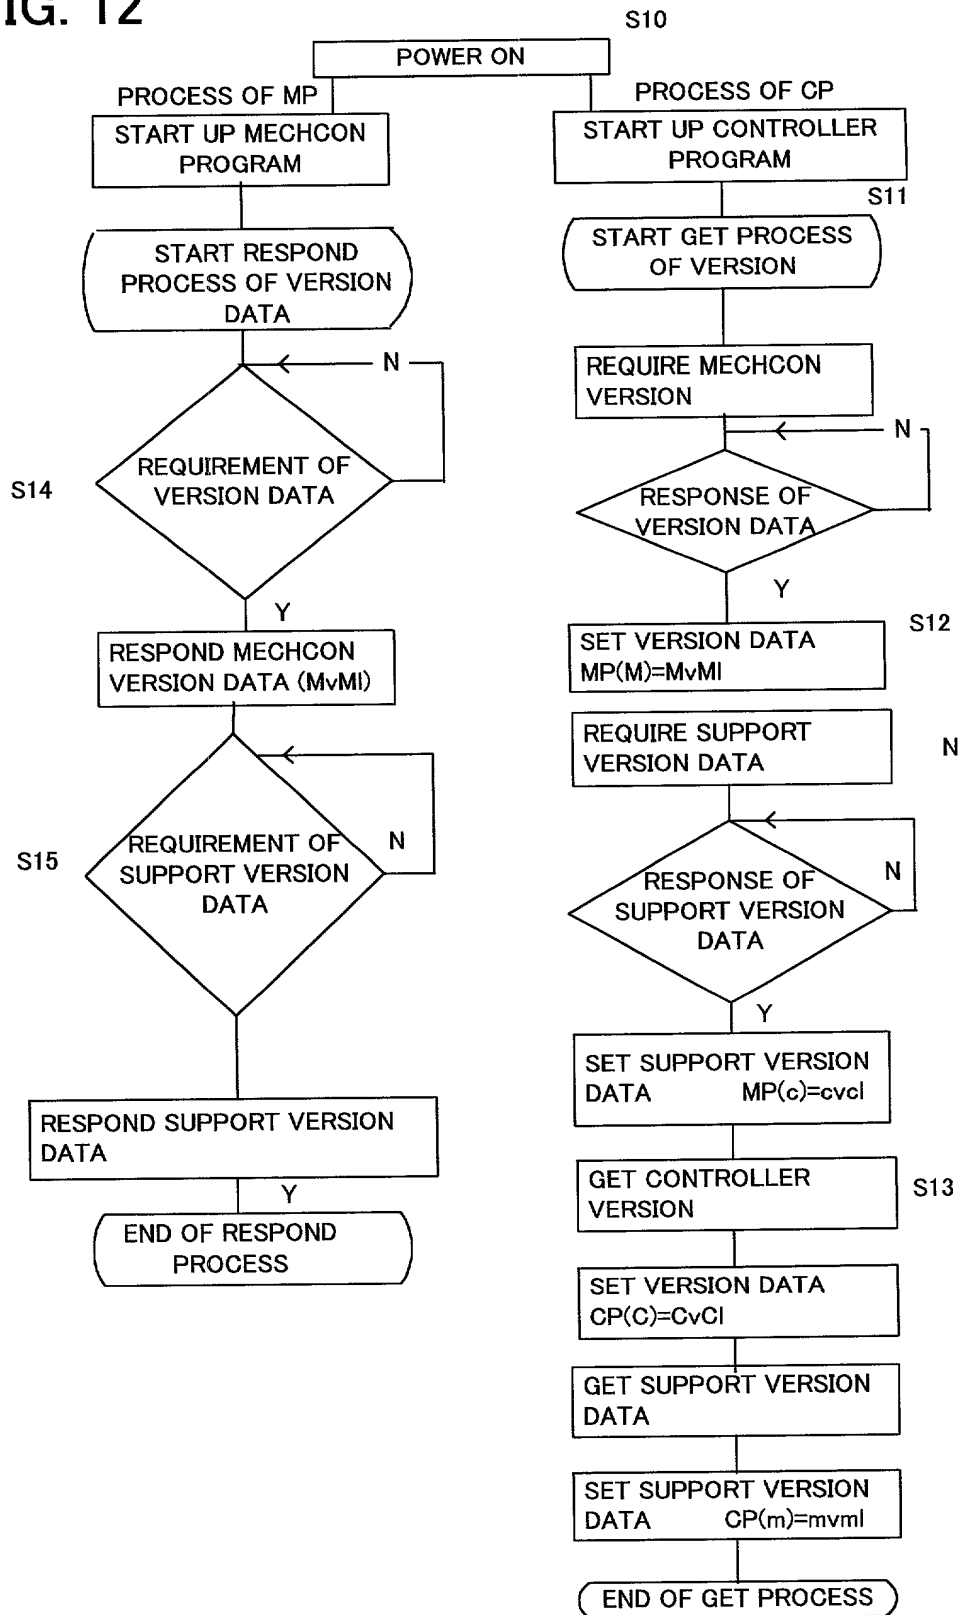 IG. 12
S10
POWER ON
PROCESS OF MP
START UP MECHCON
PROGRAM
START RESPOND
PROCESS OF VERSION
DATA
N
S14
REQUIREMENT OF
VERSION DATA
Y
RESPOND MECHCON
VERSION DATA (MvMl)
S15
REQUIREMENT OF
SUPPORT VERSION
DATA
N
RESPOND SUPPORT VERSION
DATA
Y
END OF RESPOND
PROCESS
PROCESS OF CP
START UP CONTROLLER
PROGRAM
S11
START GET PROCESS
OF VERSION
REQUIRE MECHCON
VERSION
N
RESPONSE OF
VERSION DATA
Y
S12
SET VERSION DATA
MP(M)=MvMl
REQUIRE SUPPORT
VERSION DATA
N
RESPONSE OF
SUPPORT VERSION
DATA
N
Y
SET SUPPORT VERSION
DATA MP(c)=cvcl
GET CONTROLLER
VERSION
S13
SET VERSION DATA
CP(C)=CvCl
GET SUPPORT VERSION
DATA
SET SUPPORT VERSION
DATA CP(m)=mvml
END OF GET PROCESS